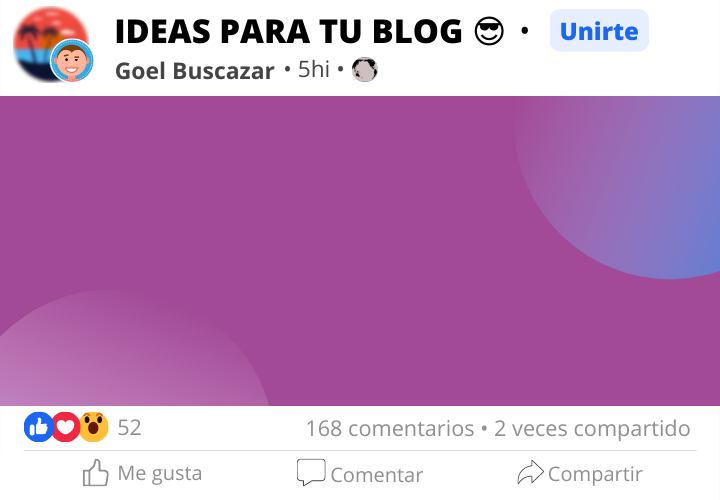 IDEAS PARA TU BLOG 😎 • Unirte
Goel Buscazar • 5hi •
52 168 comentarios • 2 veces compartido
Me gusta Comentar Compartir